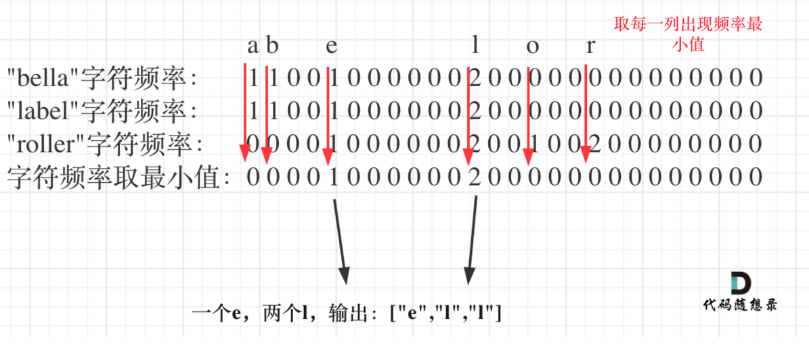 取每一列出现频率最
小值
a b e l o r
"bella"字符频率： 1 1 0 0 1 0 0 0 0 0 0 2 0 0 0 0 0 0 0 0 0 0 0 0 0 0
"label"字符频率： 1 1 0 0 1 0 0 0 0 0 0 2 0 0 0 0 0 0 0 0 0 0 0 0 0 0
"roller"字符频率： 0 0 0 0 1 0 0 0 0 0 0 2 0 0 1 0 0 2 0 0 0 0 0 0 0 0
字符频率取最小值： 0 0 0 0 1 0 0 0 0 0 0 2 0 0 0 0 0 0 0 0 0 0 0 0 0 0
一个e，两个l，输出：["e","l","l"]
代码随想录